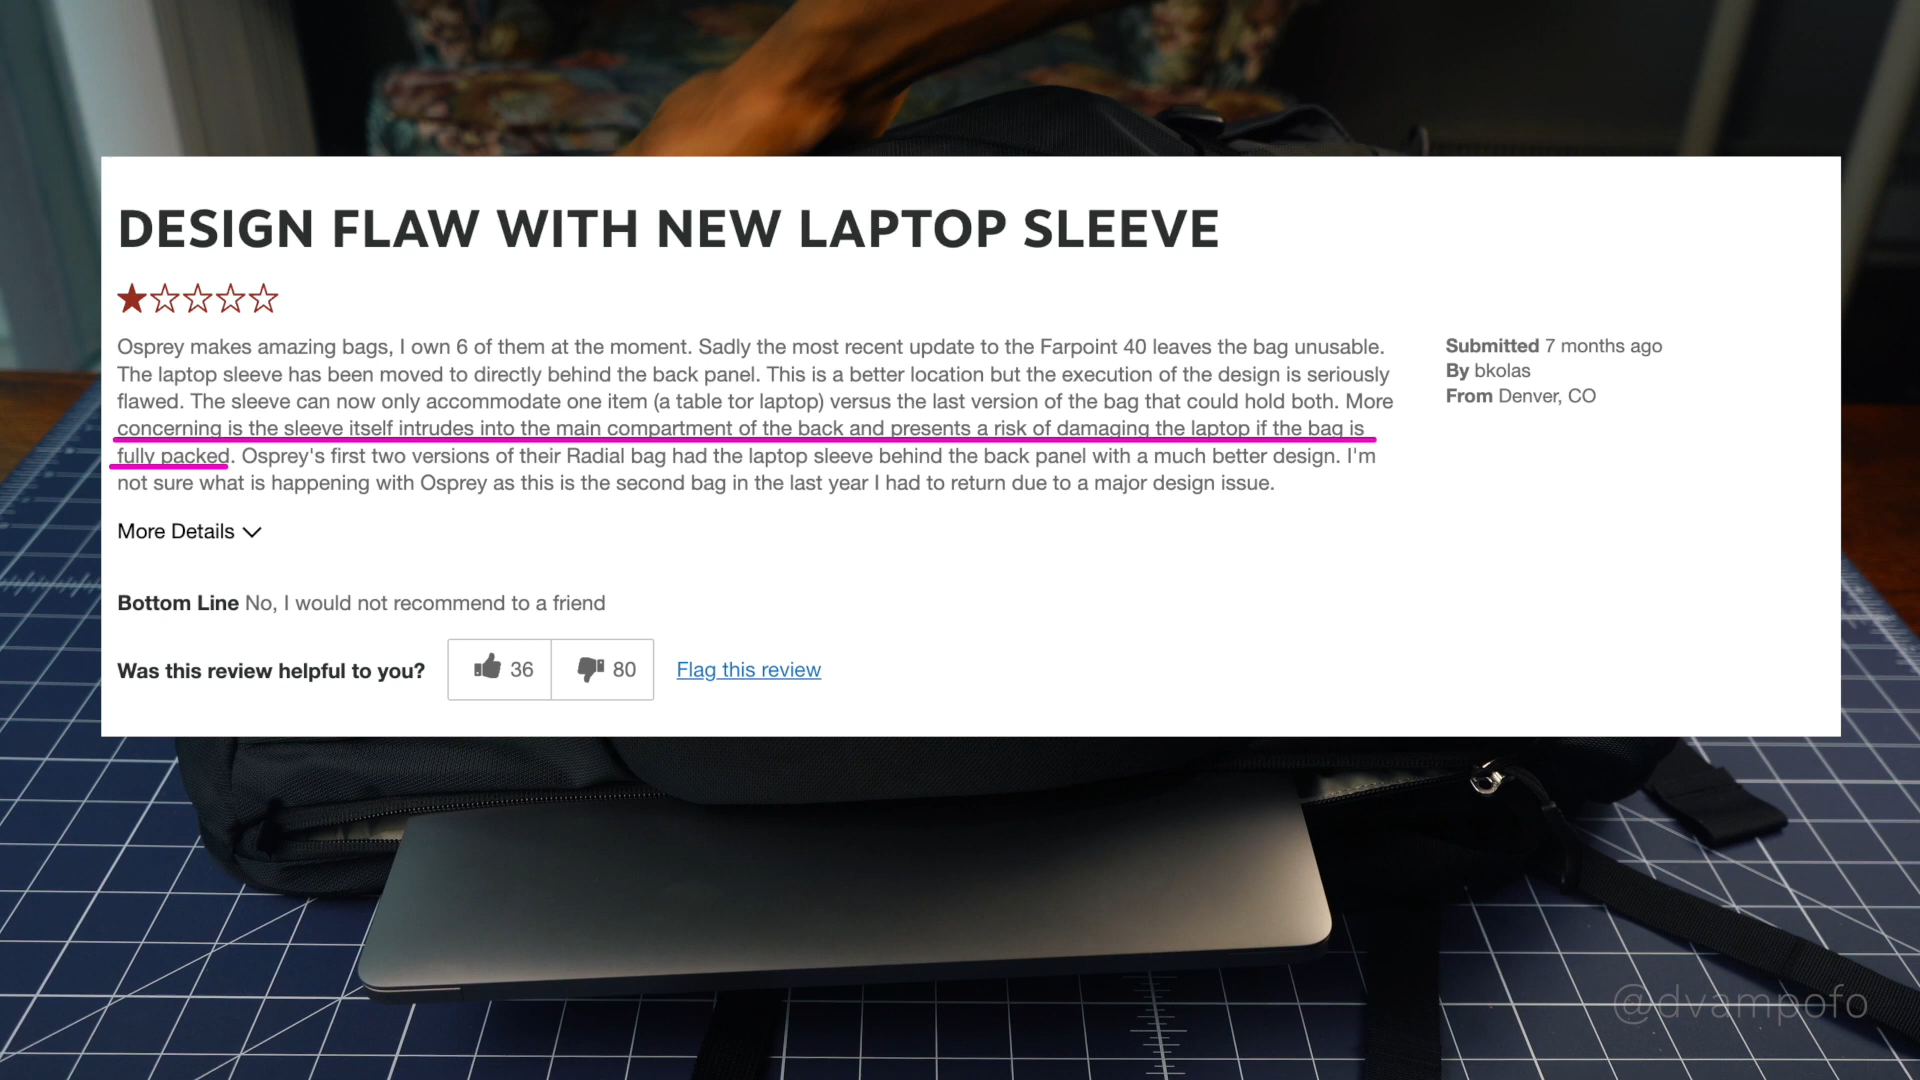 DESIGN FLAW WITH NEW LAPTOP SLEEVE
Osprey makes amazing bags, I own 6 of them at the moment. Sadly the most recent update to the Farpoint 40 leaves the bag unusable.
The laptop sleeve has been moved to directly behind the back panel. This is a better location but the execution of the design is seriously
flawed. The sleeve can now only accommodate one item (a table tor laptop) versus the last version of the bag that could hold both. More
concerning is the sleeve itself intrudes into the main compartment of the back and presents a risk of damaging the laptop if the bag is
fully packed. Osprey's first two versions of their Radial bag had the laptop sleeve behind the back panel with a much better design. I'm
not sure what is happening with Osprey as this is the second bag in the last year I had to return due to a major design issue.
Submitted 7 months ago
By bkolas
From Denver, CO
More Details
Bottom Line No, I would not recommend to a friend
Was this review helpful to you? 36 80 Flag this review
@dvampofo